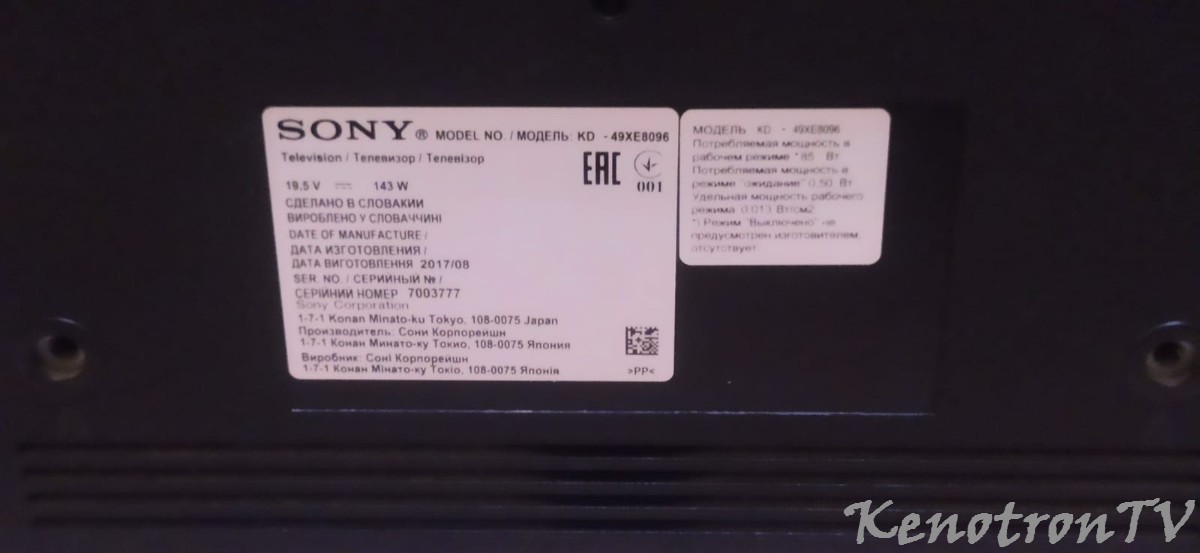 SONY® MODEL NO. / МОДЕЛЬ: KD - 49XE8096
Television / Телевизор / Телевізор
19,5 V ⎓ 143 W
EAC
001
СДЕЛАНО В СЛОВАКИИ
ВИРОБЛЕНО У СЛОВАЧЧИНІ
DATE OF MANUFACTURE /
ДАТА ИЗГОТОВЛЕНИЯ /
ДАТА ВИГОТОВЛЕННЯ 2017/08
SER. NO. / СЕРИЙНЫЙ № /
СЕРІЙНИЙ НОМЕР 7003777
Sony Corporation
1-7-1 Konan Minato-ku Tokyo, 108-0075 Japan
Производитель: Сони Корпорейшн
1-7-1 Конан Минато-ку Токио, 108-0075 Япония
Виробник: Соні Корпорейшн
1-7-1 Конан Мінато-ку Токіо, 108-0075 Японія
>PP<
МОДЕЛЬ KD - 49XE8096
Потребляемая мощность в
рабочем режиме *85 Вт
Потребляемая мощность в
режиме "ожидание" 0,50 Вт
Удельная мощность рабочего
режима 0,013 Вт/см2
*) Режим "Выключено" не
предусмотрен изготовителем,
отсутствует.
KenotronTV